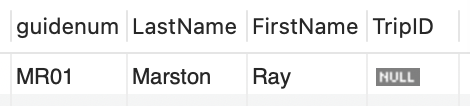 guidenum LastName FirstName TripID
MR01 Marston Ray NULL